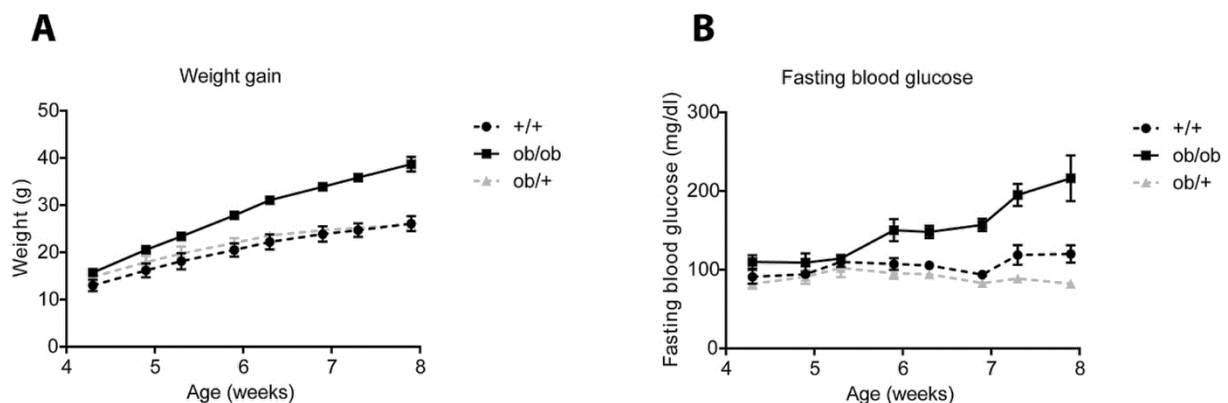 A
Weight gain
50
40
30
20
10
0
Weight (g)
4 5 6 7 8
Age (weeks)
+/+
ob/ob
ob/+
B
Fasting blood glucose
300
200
100
0
Fasting blood glucose (mg/dl)
4 5 6 7 8
Age (weeks)
+/+
ob/ob
ob/+